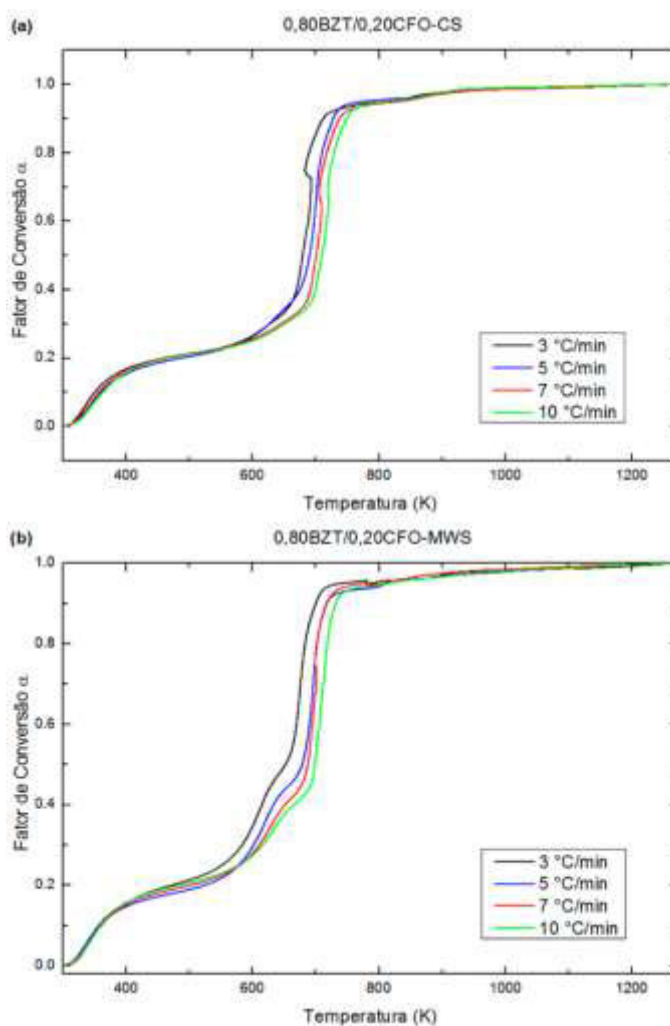 (a)
0,80BZT/0,20CFO-CS
1.0
0.8
0.6
0.4
0.2
0.0
Fator de Conversão α
3 °C/min
5 °C/min
7 °C/min
10 °C/min
400 600 800 1000 1200
Temperatura (K)
(b)
0,80BZT/0,20CFO-MWS
1.0
0.8
0.6
0.4
0.2
0.0
Fator de Conversão α
3 °C/min
5 °C/min
7 °C/min
10 °C/min
400 600 800 1000 1200
Temperatura (K)